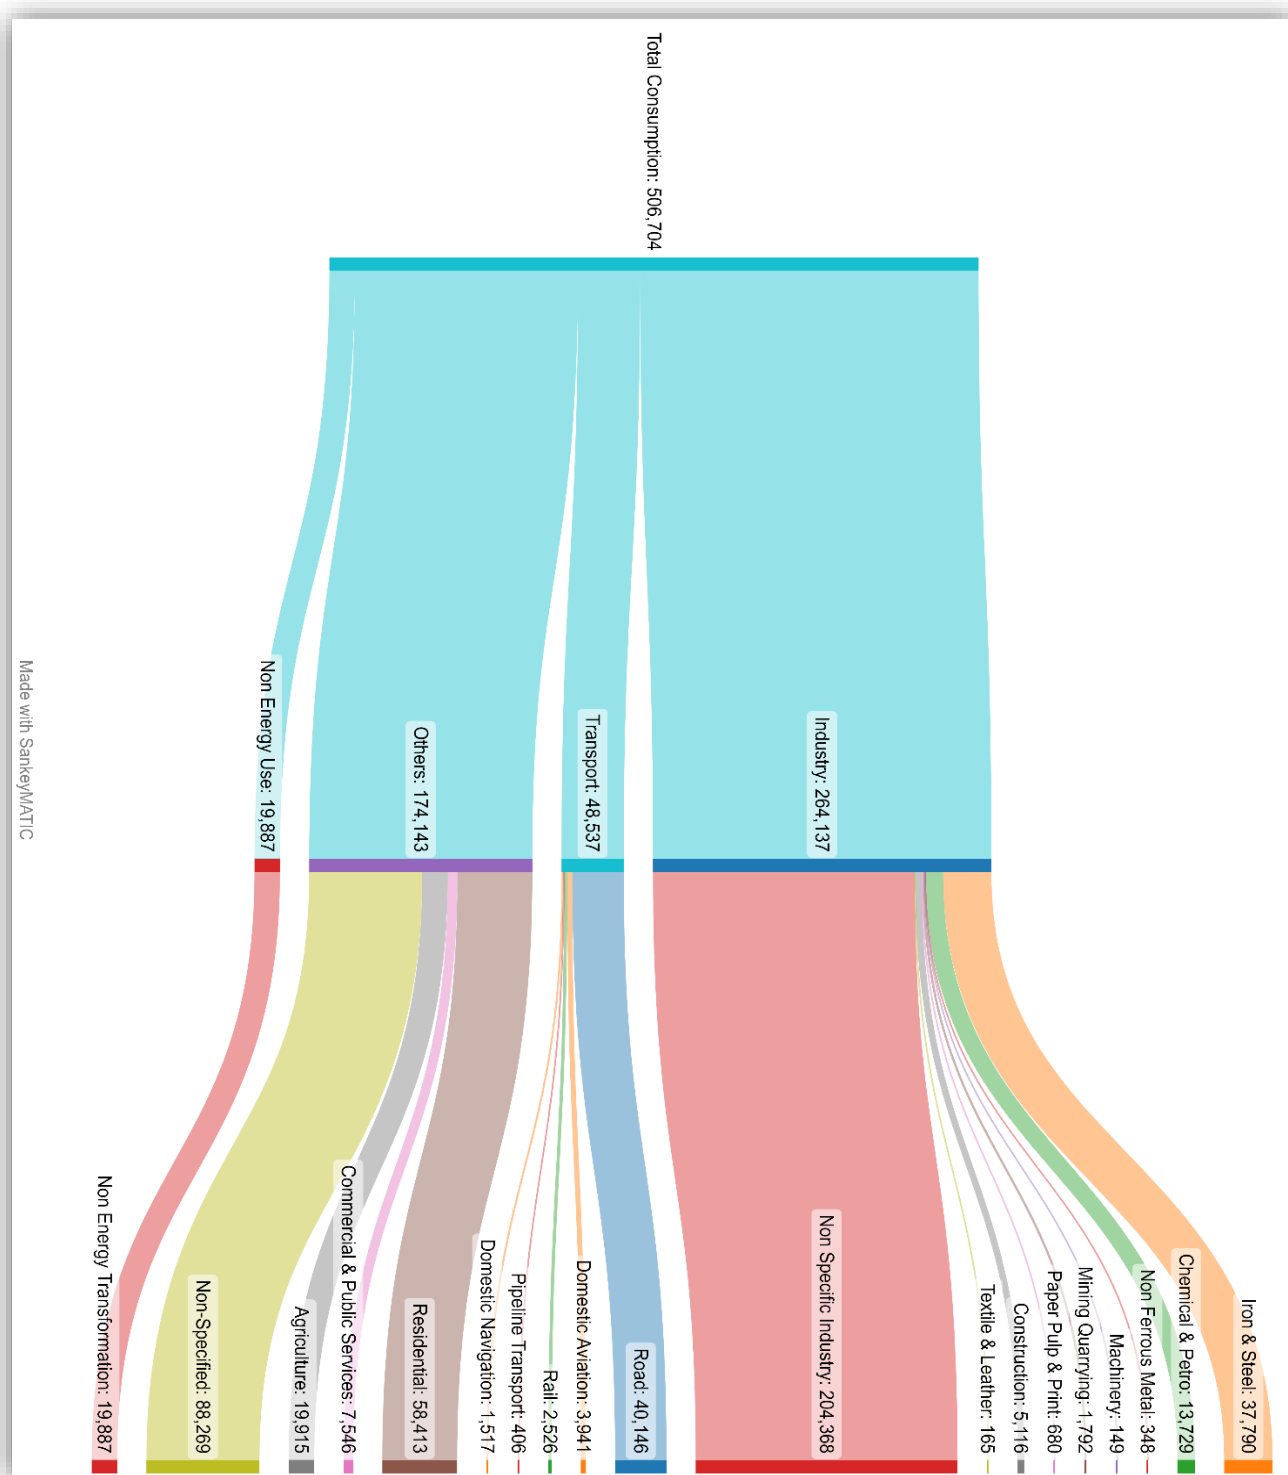 Total Consumption: 506,704
Industry: 264,137
Transport: 48,537
Others: 174,143
Non Energy Use: 19,887
Iron & Steel: 37,790
Chemical & Petro: 13,729
Non Ferrous Metal: 348
Machinery: 149
Mining Quarrying: 1,792
Paper Pulp & Print: 680
Construction: 5,116
Textile & Leather: 165
Non Specific Industry: 204,368
Road: 40,146
Domestic Aviation: 3,941
Rail: 2,526
Pipeline Transport: 406
Domestic Navigation: 1,517
Residential: 58,413
Commercial & Public Services: 7,546
Agriculture: 19,915
Non-Specified: 88,269
Non Energy Transformation: 19,887
Made with SankeyMATIC